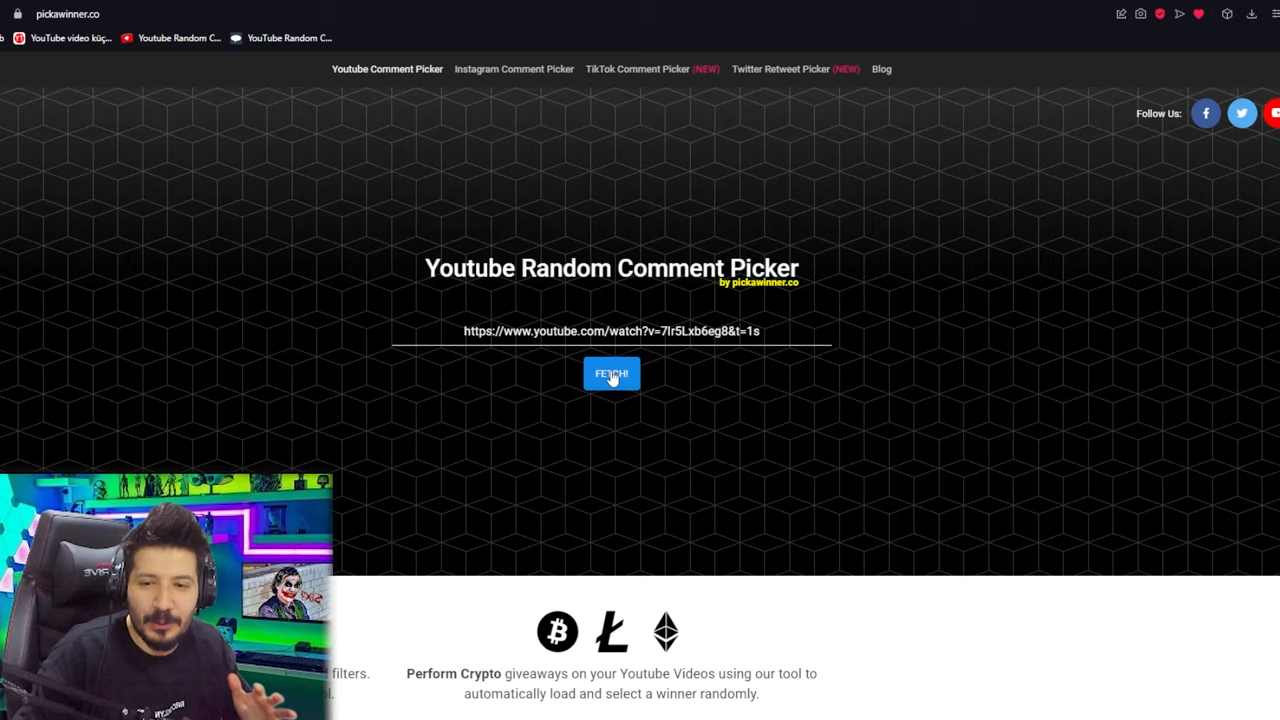 pickawinner.co
YouTube video küç...
Youtube Random C...
YouTube Random C...
Youtube Comment Picker
Instagram Comment Picker
TikTok Comment Picker (NEW)
Twitter Retweet Picker (NEW)
Blog
Follow Us:
Youtube Random Comment Picker
by pickawinner.co
https://www.youtube.com/watch?v=7Ir5Lxb6eg8&t=1s
FETCH!
filters.
Perform Crypto giveaways on your Youtube Videos using our tool to
automatically load and select a winner randomly.